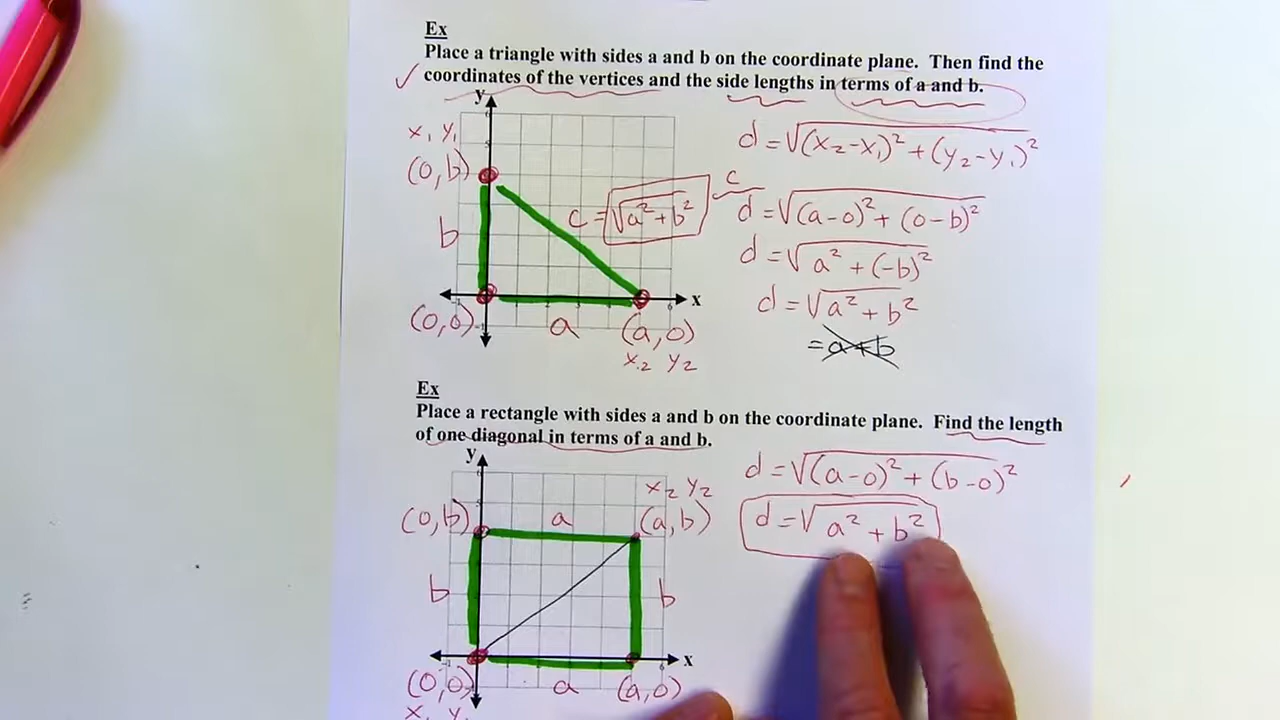 Ex
Place a triangle with sides a and b on the coordinate plane. Then find the
✓ coordinates of the vertices and the side lengths in terms of a and b.
y
x₁ y₁
(0,b)
b
(0,0)
a
(a,0)
x₂ y₂
x
c = √a² + b²
d = √(x₂ - x₁)² + (y₂ - y₁)²
c
d = √(a-0)² + (0-b)²
d = √a² + (-b)²
d = √a² + b²
= a+b
Ex
Place a rectangle with sides a and b on the coordinate plane. Find the length
of one diagonal in terms of a and b.
y
x₂ y₂
(0,b)
a
(a,b)
b
b
x
(0,0)
a
(a,0)
x₁ y₁
d = √(a-0)² + (b-0)²
d = √a² + b²